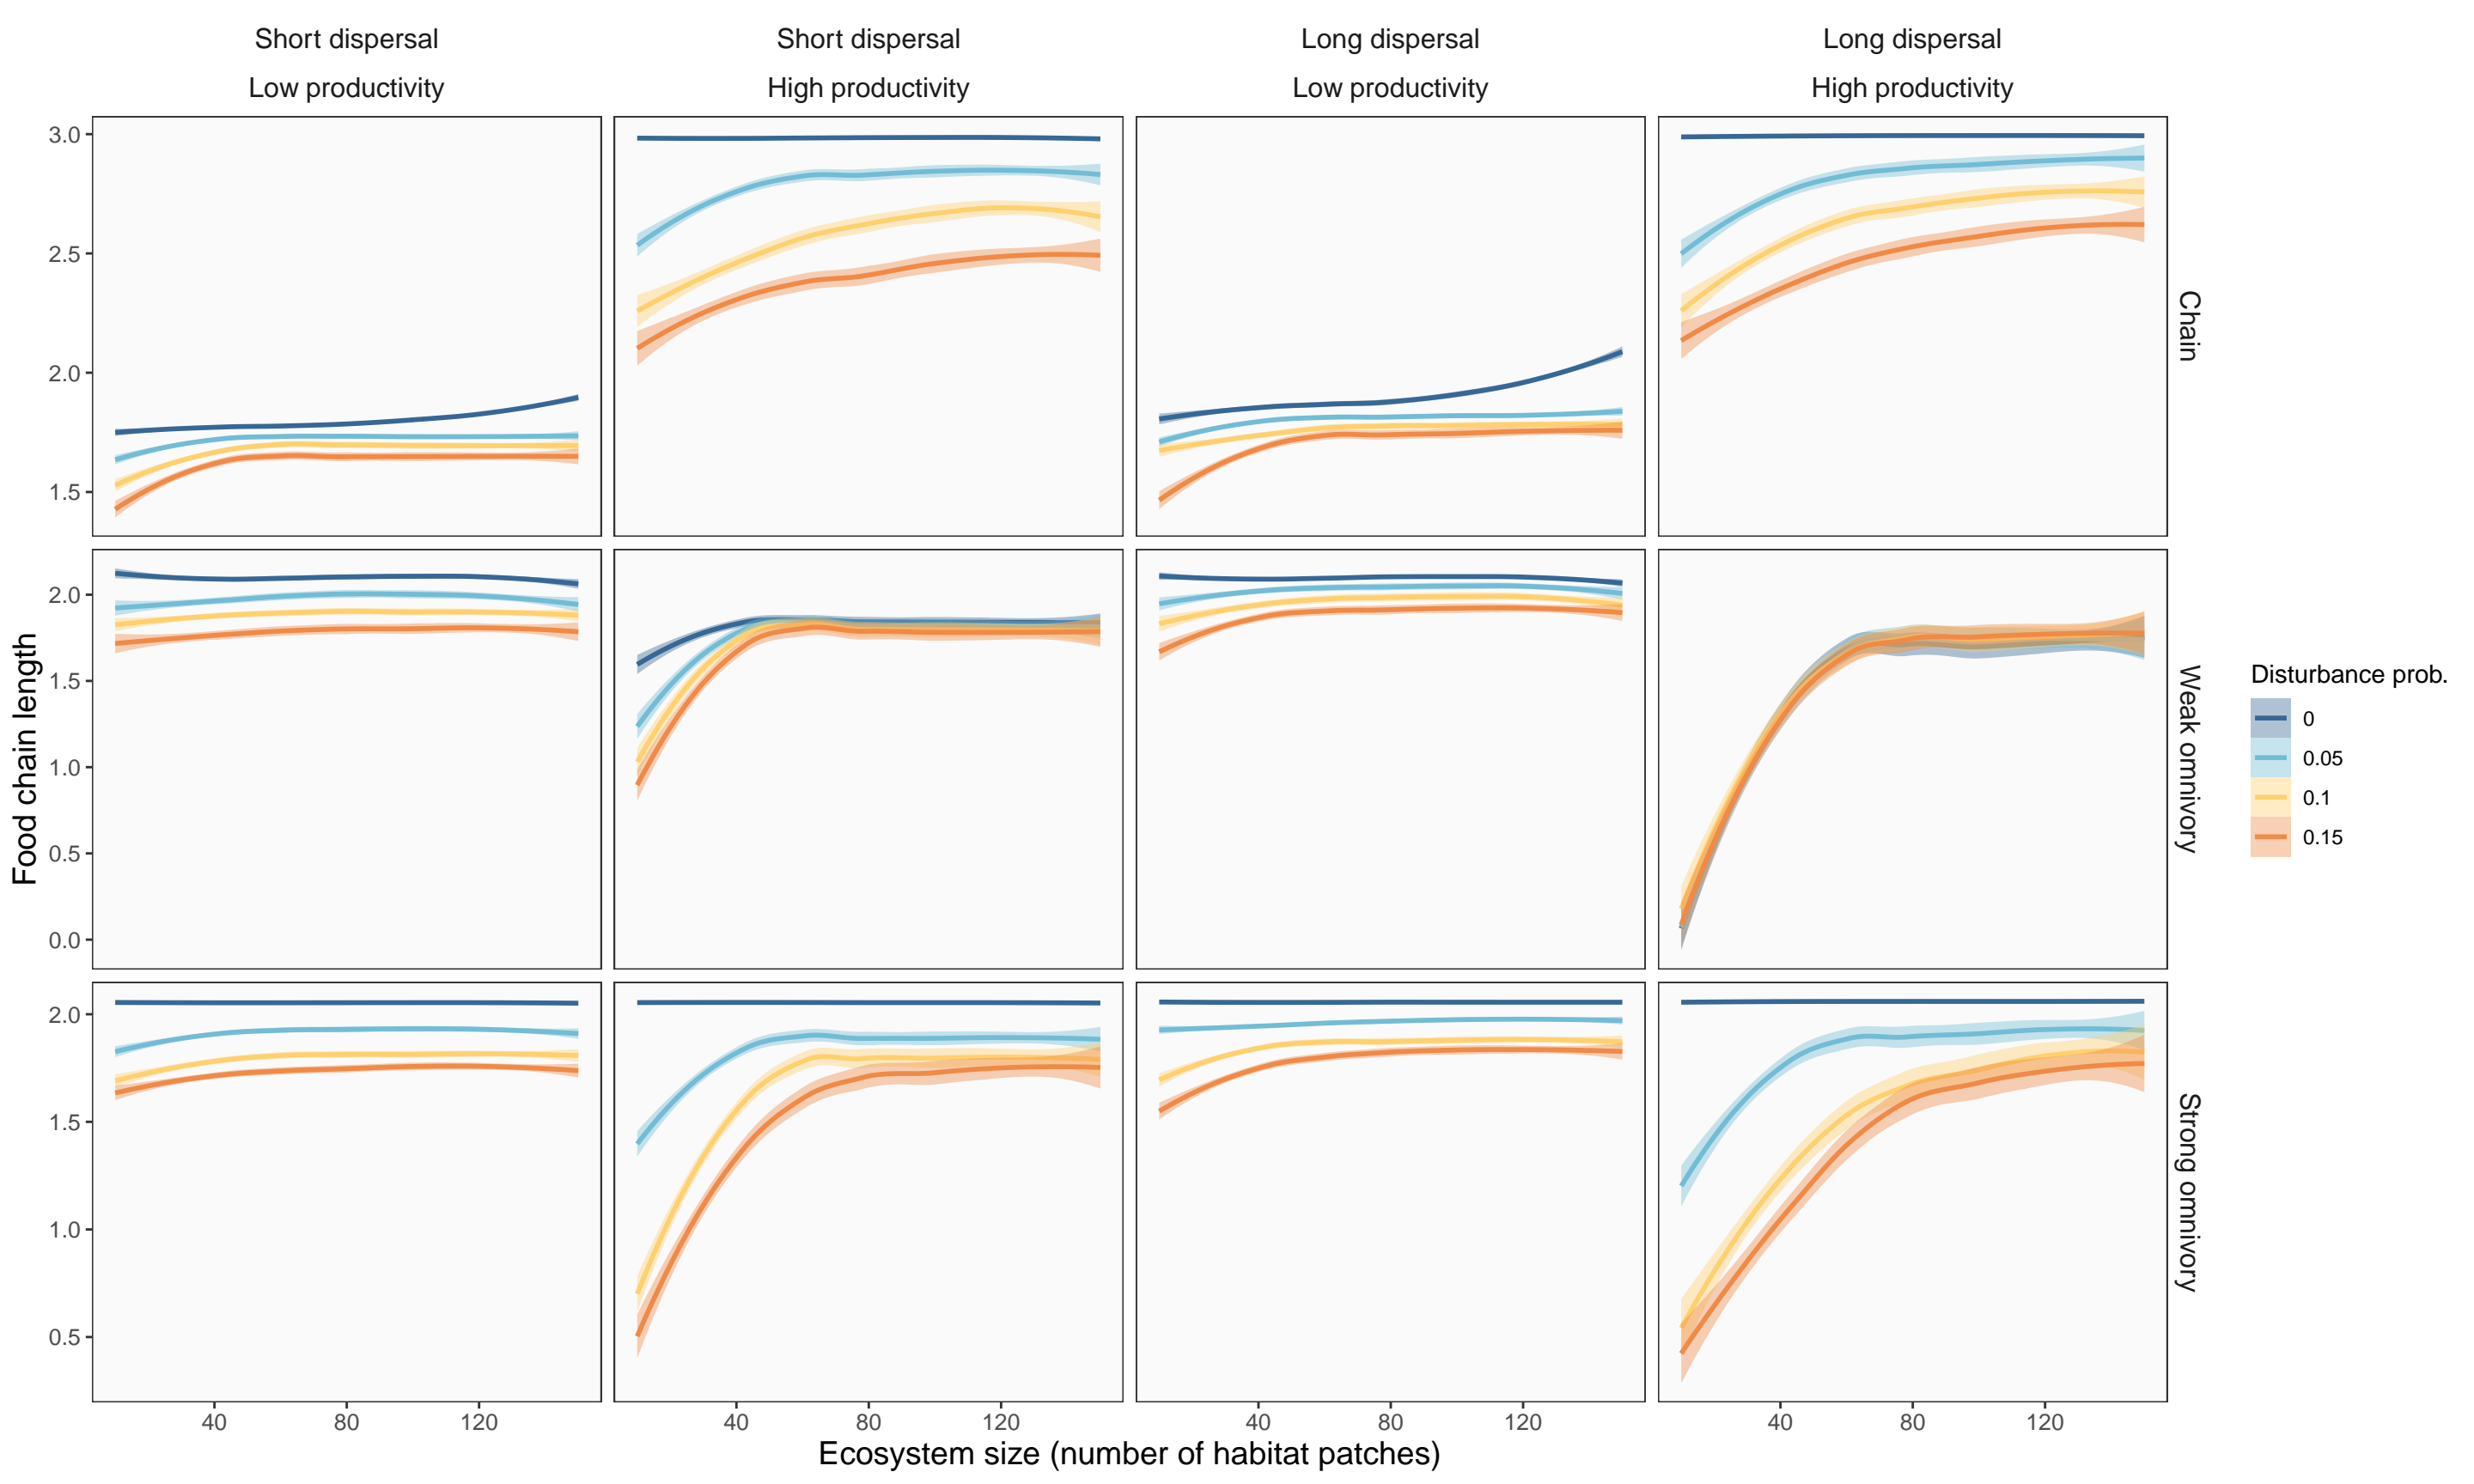 Short dispersal
Low productivity
Short dispersal
High productivity
Long dispersal
Low productivity
Long dispersal
High productivity
3.0
2.5
2.0
1.5
Chain
2.0
1.5
1.0
0.5
0.0
Weak omnivory
2.0
1.5
1.0
0.5
Strong omnivory
Food chain length
40 80 120
40 80 120
40 80 120
40 80 120
Ecosystem size (number of habitat patches)
Disturbance prob.
0
0.05
0.1
0.15